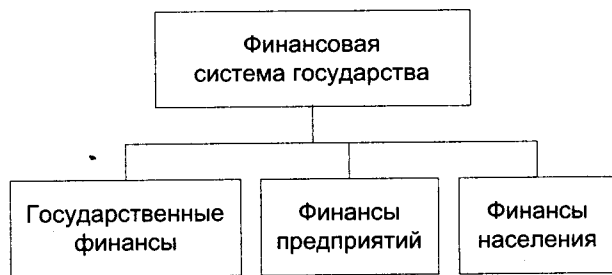 Финансовая
система государства
Государственные
финансы
Финансы
предприятий
Финансы
населения